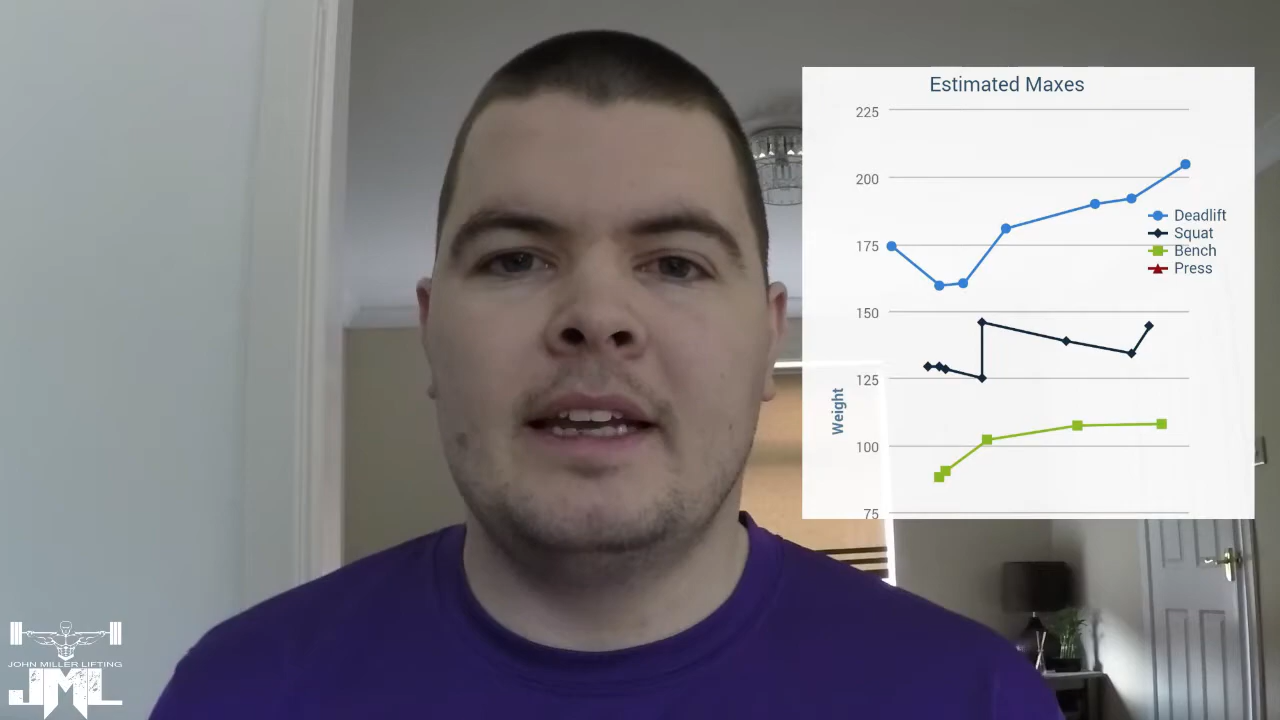 Estimated Maxes
225
200
175
150
125
100
75
Weight
Deadlift
Squat
Bench
Press
JOHN MILLER LIFTING
JML